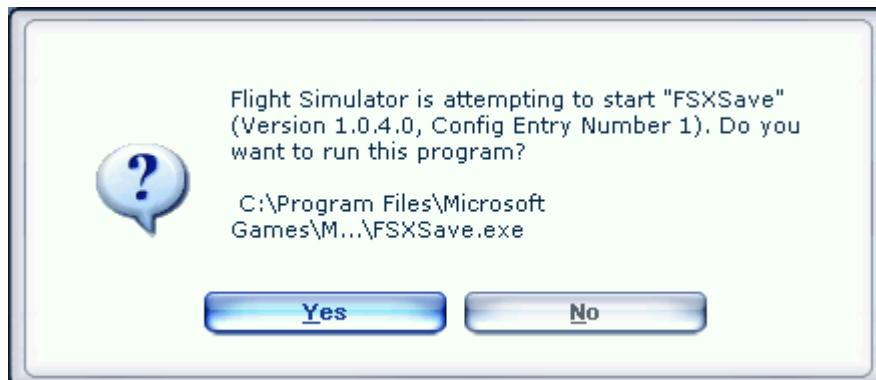 Flight Simulator is attempting to start "FSXSave"
(Version 1.0.4.0, Config Entry Number 1). Do you
want to run this program?
C:\Program Files\Microsoft
Games\M...\FSXSave.exe
Yes No